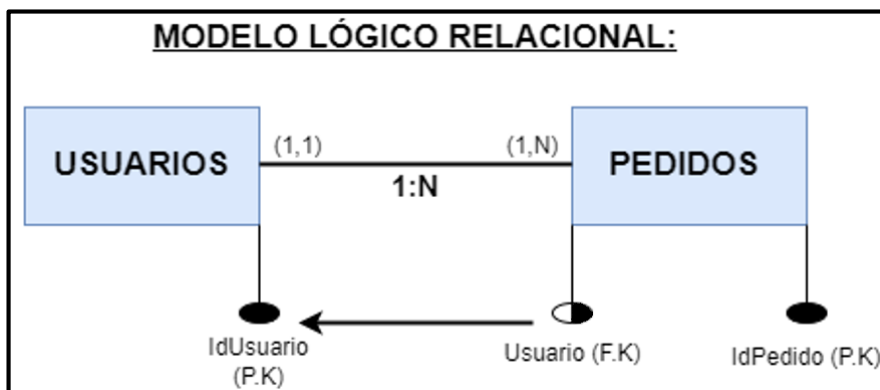 MODELO LÓGICO RELACIONAL:
USUARIOS
(1,1)
(1,N)
PEDIDOS
1:N
IdUsuario
(P.K)
Usuario (F.K)
IdPedido (P.K)